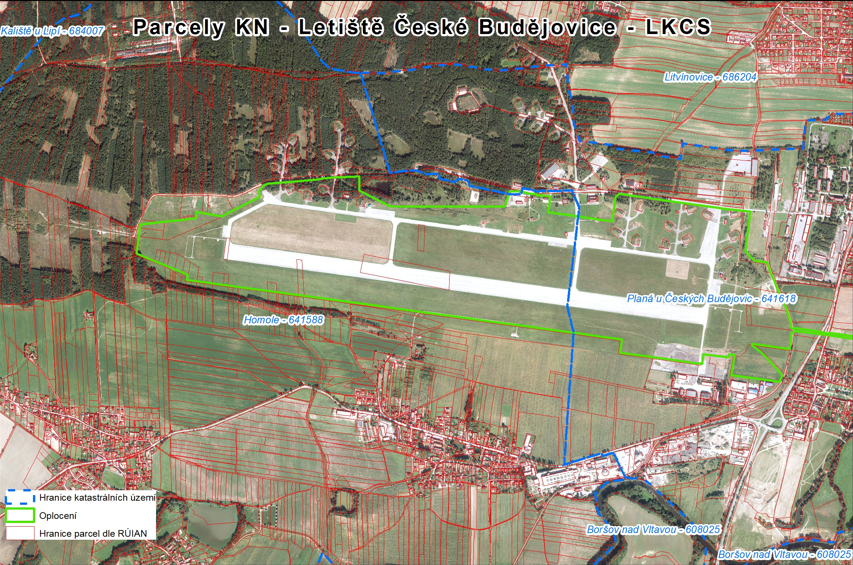 Parcely KN - Letiště České Budějovice - LKCS
Kaliště u Lipí - 684007
Litvínovice - 686204
Planá u Českých Budějovic - 641618
Homole - 641588
Hranice katastrálních území
Oplocení
Hranice parcel dle RÚIAN
Boršov nad Vltavou - 608025
Boršov nad Vltavou - 608025